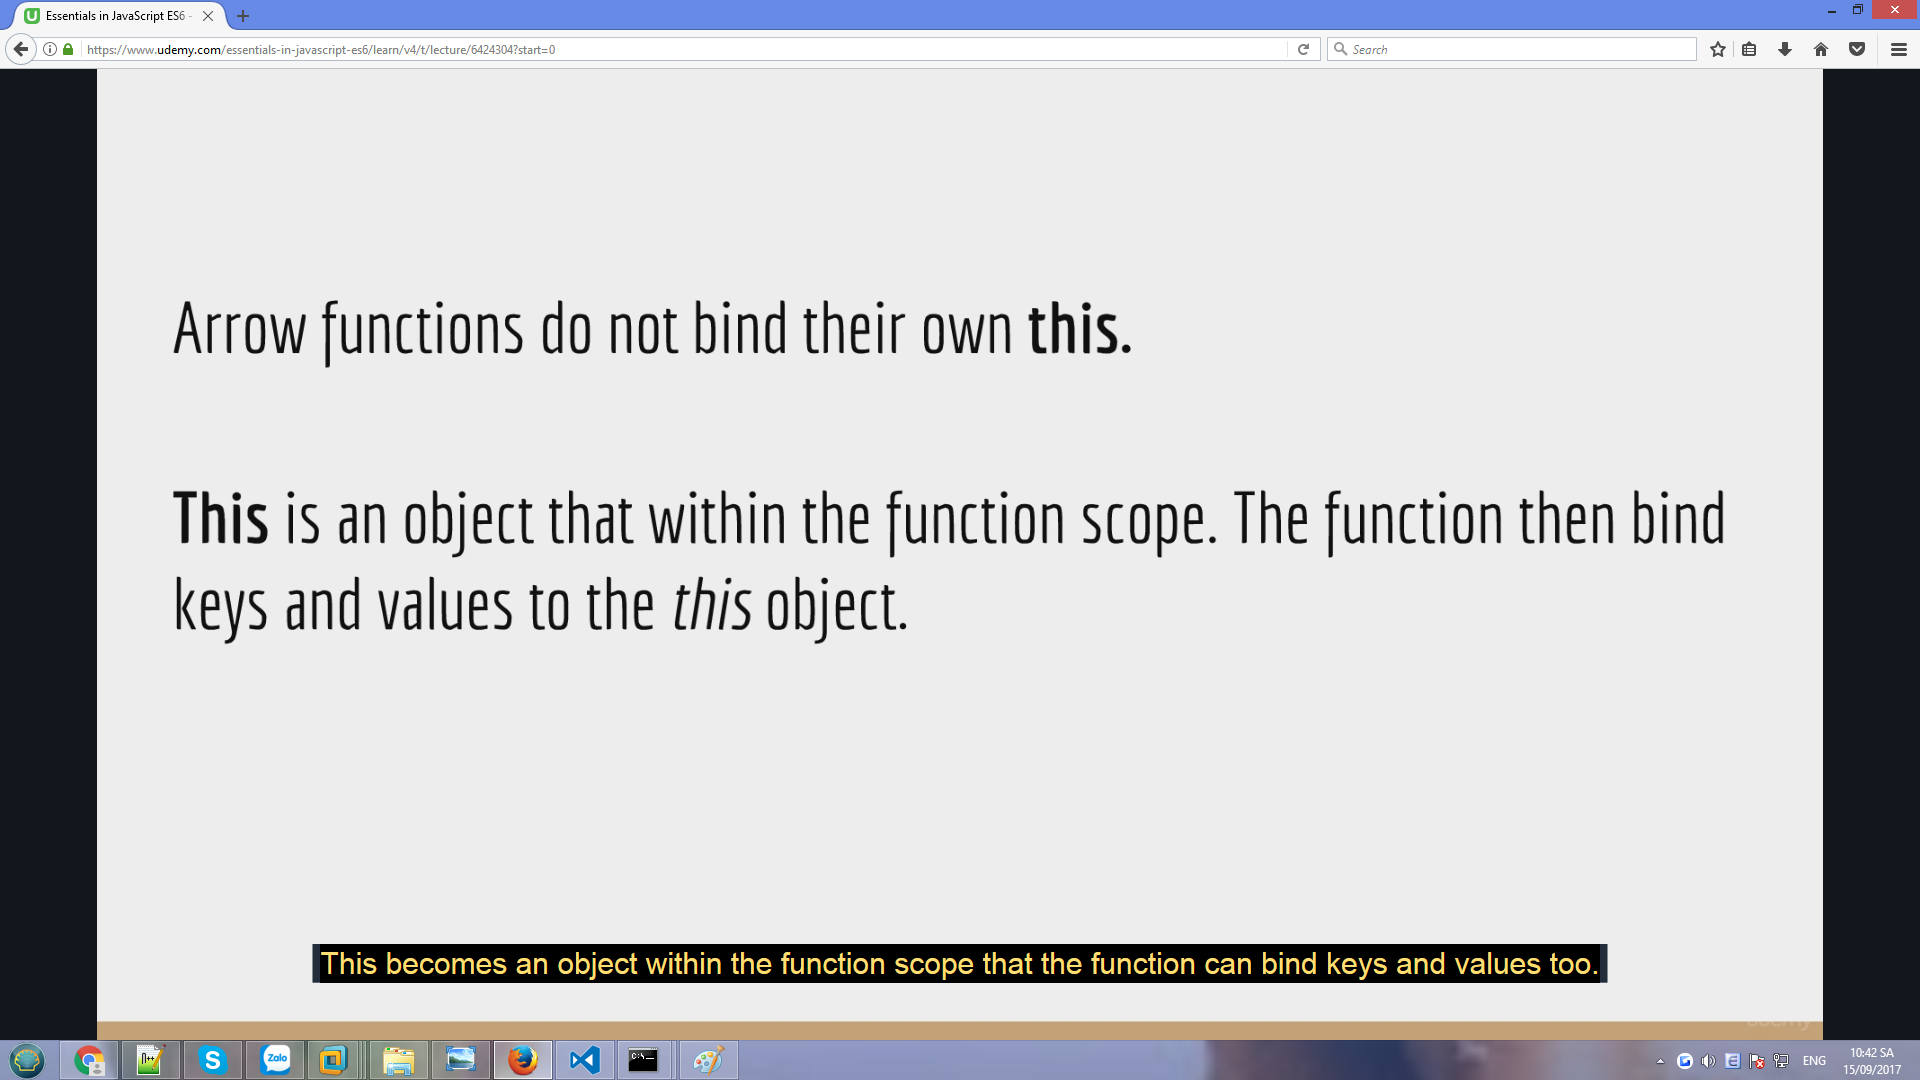 Essentials in JavaScript ES6 -
https://www.udemy.com/essentials-in-javascript-es6/learn/v4/t/lecture/6424304?start=0
Search
Arrow functions do not bind their own this.
This is an object that within the function scope. The function then bind
keys and values to the this object.
This becomes an object within the function scope that the function can bind keys and values too.
udemy
Zalo
C:\._
ENG
10:42 SA
15/09/2017